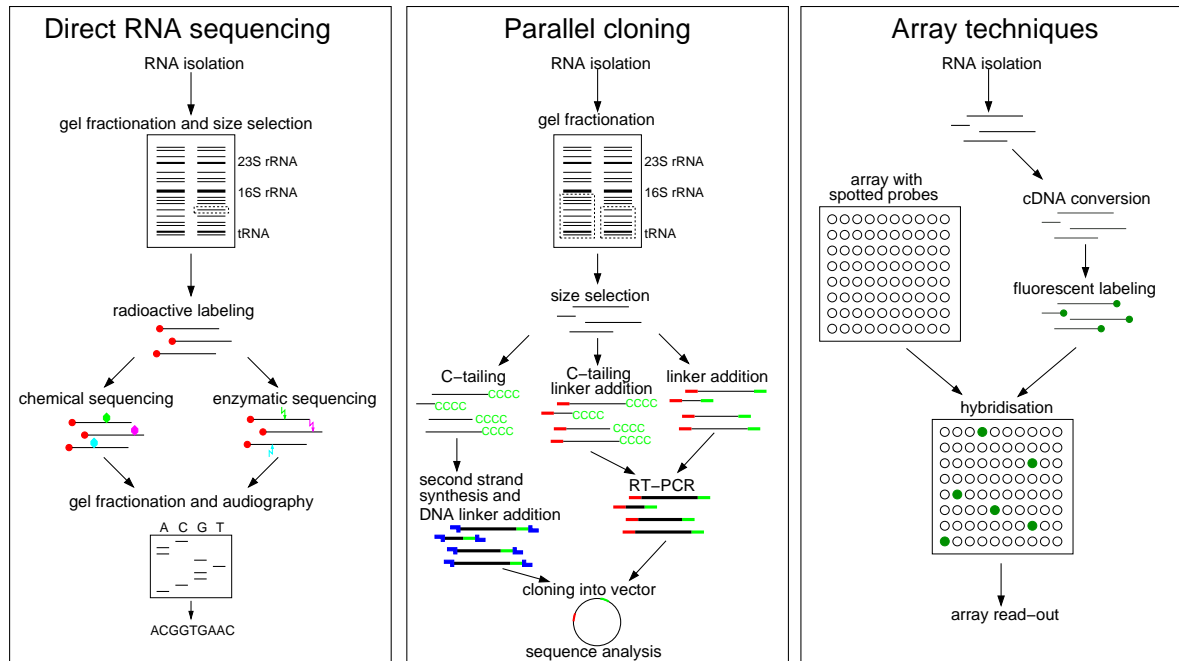 Direct RNA sequencing
RNA isolation
gel fractionation and size selection
23S rRNA
16S rRNA
tRNA
radioactive labeling
chemical sequencing
enzymatic sequencing
gel fractionation and audiography
A C G T
ACGGTGAAC
Parallel cloning
RNA isolation
gel fractionation
23S rRNA
16S rRNA
tRNA
size selection
C−tailing
CCCC
CCCC
CCCC
CCCC
C−tailing
linker addition
CCCC
CCCC
CCCC
CCCC
linker addition
second strand
synthesis and
DNA linker addition
RT−PCR
cloning into vector
sequence analysis
Array techniques
RNA isolation
array with
spotted probes
cDNA conversion
fluorescent labeling
hybridisation
array read−out